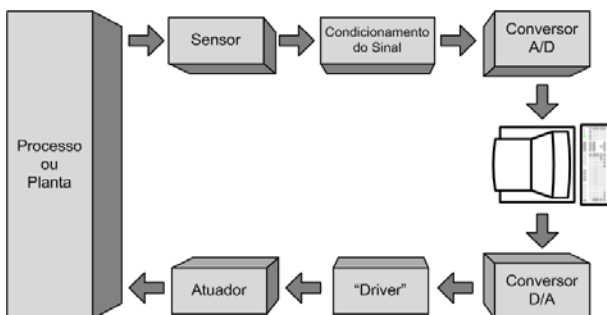 Processo
ou
Planta
Sensor
Condicionamento
do Sinal
Conversor
A/D
Conversor
D/A
"Driver"
Atuador